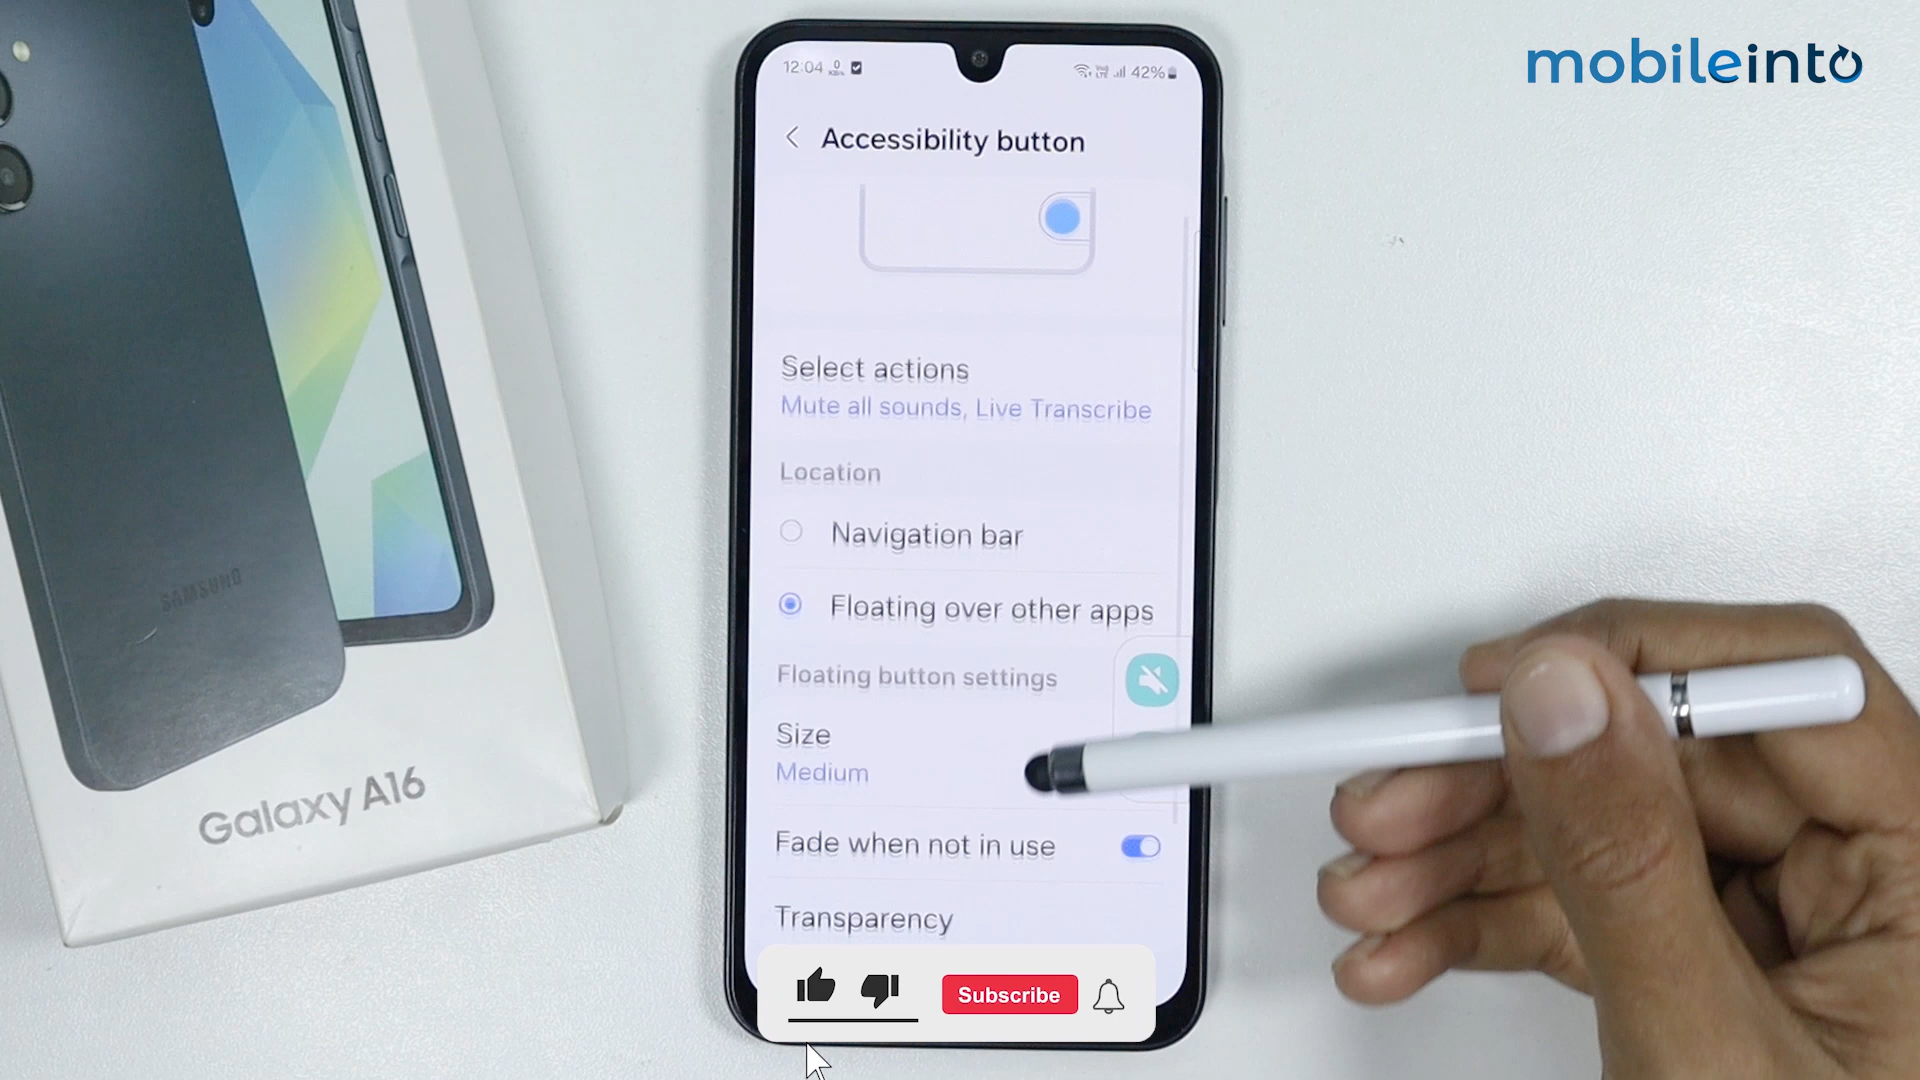 mobileinto
12:04
42%
Accessibility button
Select actions
Mute all sounds, Live Transcribe
Location
Navigation bar
Floating over other apps
Floating button settings
Size
Medium
Fade when not in use
Transparency
Subscribe
SAMSUNG
Galaxy A16